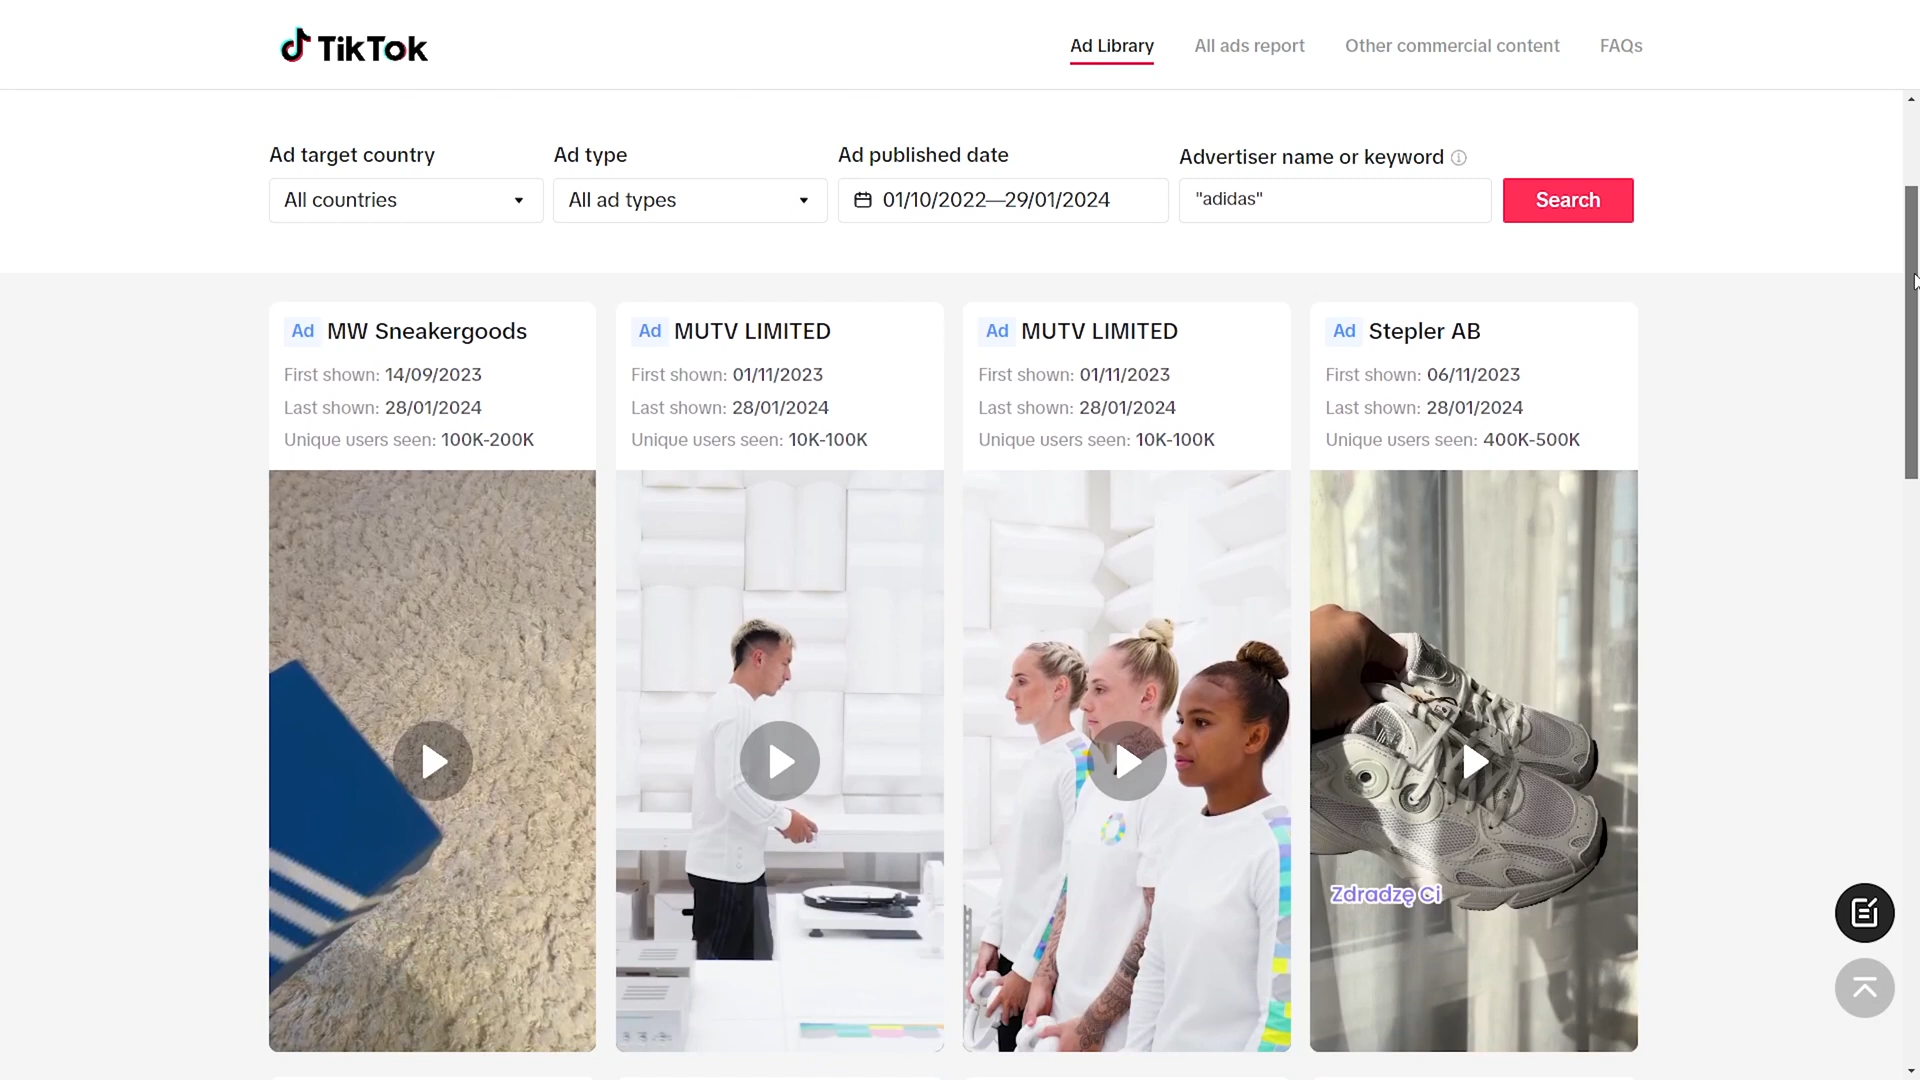 TikTok
Ad Library
All ads report
Other commercial content
FAQs
Ad target country
Ad type
Ad published date
Advertiser name or keyword
All countries
All ad types
01/10/2022—29/01/2024
"adidas"
Search
Ad MW Sneakergoods
First shown: 14/09/2023
Last shown: 28/01/2024
Unique users seen: 100K-200K
Ad MUTV LIMITED
First shown: 01/11/2023
Last shown: 28/01/2024
Unique users seen: 10K-100K
Ad MUTV LIMITED
First shown: 01/11/2023
Last shown: 28/01/2024
Unique users seen: 10K-100K
Ad Stepler AB
First shown: 06/11/2023
Last shown: 28/01/2024
Unique users seen: 400K-500K
Zdradzę Ci